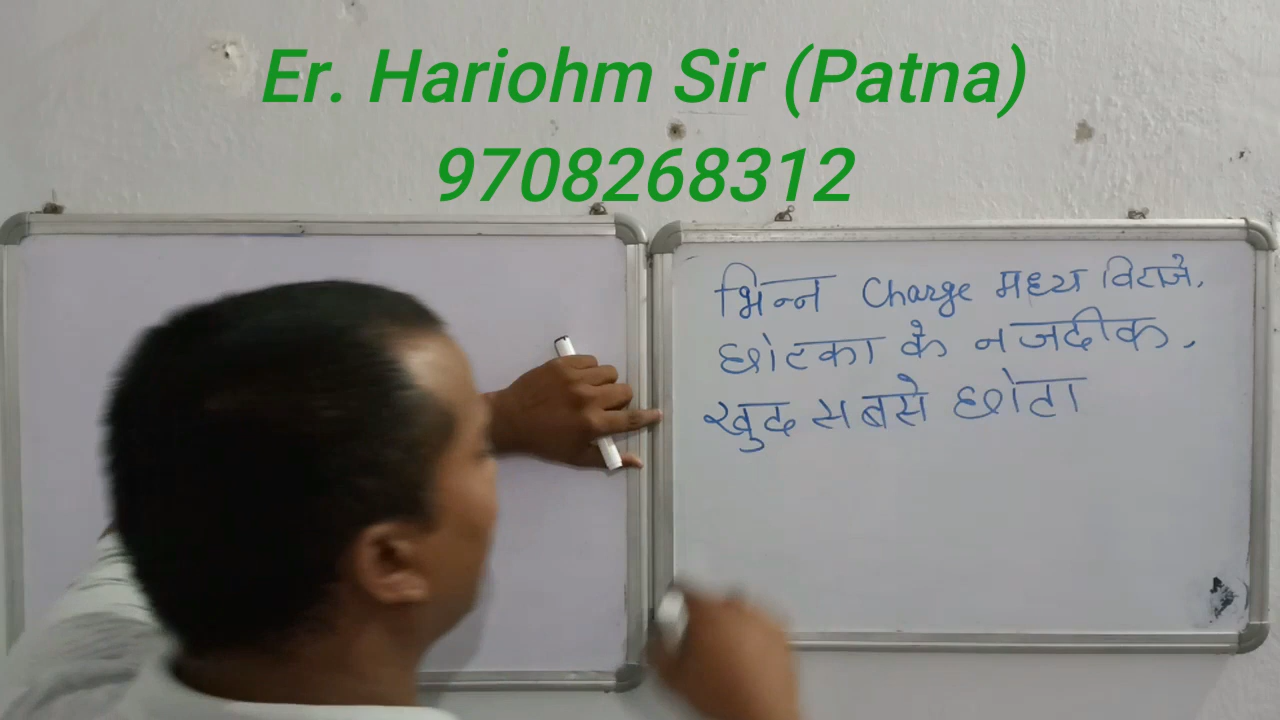 Er. Hariohm Sir (Patna)
9708268312
भिन्न Charge मध्य विराजे,
छोटका के नजदीक,
खुद सबसे छोटा